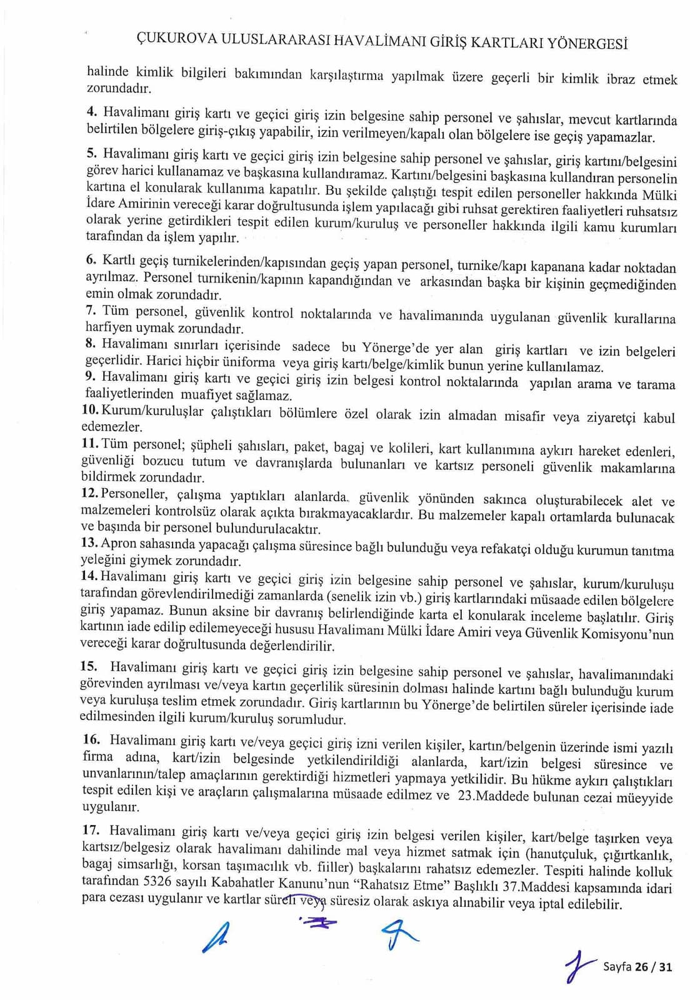 ÇUKUROVA ULUSLARARASI HAVALİMANI GİRİŞ KARTLARI YÖNERGESİ
halinde kimlik bilgileri bakımından karşılaştırma yapılmak üzere geçerli bir kimlik ibraz etmek
zorundadır.
4. Havalimanı giriş kartı ve geçici giriş izin belgesine sahip personel ve şahıslar, mevcut kartlarında
belirtilen bölgelere giriş-çıkış yapabilir, izin verilmeyen/kapalı olan bölgelere ise geçiş yapamazlar.
5. Havalimanı giriş kartı ve geçici giriş izin belgesine sahip personel ve şahıslar, giriş kartını/belgesini
görev harici kullanamaz ve başkasına kullandıramaz. Kartını/belgesini başkasına kullandıran personelin
kartına el konularak kullanıma kapatılır. Bu şekilde çalıştığı tespit edilen personeller hakkında Mülki
İdare Amirinin vereceği karar doğrultusunda işlem yapılacağı gibi ruhsat gerektiren faaliyetleri ruhsatsız
olarak yerine getirdikleri tespit edilen kurum/kuruluş ve personeller hakkında ilgili kamu kurumları
tarafından da işlem yapılır.
6. Kartlı geçiş turnikelerinden/kapısından geçiş yapan personel, turnike/kapı kapanana kadar noktadan
ayrılmaz. Personel turnikenin/kapının kapandığından ve arkasından başka bir kişinin geçmediğinden
emin olmak zorundadır.
7. Tüm personel, güvenlik kontrol noktalarında ve havalimanında uygulanan güvenlik kurallarına
harfiyen uymak zorundadır.
8. Havalimanı sınırları içerisinde sadece bu Yönerge’de yer alan giriş kartları ve izin belgeleri
geçerlidir. Harici hiçbir üniforma veya giriş kartı/belge/kimlik bunun yerine kullanılamaz.
9. Havalimanı giriş kartı ve geçici giriş izin belgesi kontrol noktalarında yapılan arama ve tarama
faaliyetlerinden muafiyet sağlamaz.
10. Kurum/kuruluşlar çalıştıkları bölümlere özel olarak izin almadan misafir veya ziyaretçi kabul
edemezler.
11. Tüm personel; şüpheli şahısları, paket, bagaj ve kolileri, kart kullanımına aykırı hareket edenleri,
güvenliği bozucu tutum ve davranışlarda bulunanları ve kartsız personeli güvenlik makamlarına
bildirmek zorundadır.
12. Personeller, çalışma yaptıkları alanlarda güvenlik yönünden sakınca oluşturabilecek alet ve
malzemeleri kontrolsüz olarak açıkta bırakmayacaklardır. Bu malzemeler kapalı ortamlarda bulunacak
ve başında bir personel bulundurulacaktır.
13. Apron sahasında yapacağı çalışma süresince bağlı bulunduğu veya refakatçi olduğu kurumun tanıtma
yeleğini giymek zorundadır.
14. Havalimanı giriş kartı ve geçici giriş izin belgesine sahip personel ve şahıslar, kurum/kuruluşu
tarafından görevlendirilmediği zamanlarda (senelik izin vb.) giriş kartlarındaki müsaade edilen bölgelere
giriş yapamaz. Bunun aksine bir davranış belirlendiğinde karta el konularak inceleme başlatılır. Giriş
kartının iade edilip edilemeyeceği hususu Havalimanı Mülki İdare Amiri veya Güvenlik Komisyonu’nun
vereceği karar doğrultusunda değerlendirilir.
15. Havalimanı giriş kartı ve geçici giriş izin belgesine sahip personel ve şahıslar, havalimanındaki
görevinden ayrılması ve/veya kartın geçerlilik süresinin dolması halinde kartını bağlı bulunduğu kurum
veya kuruluşa teslim etmek zorundadır. Giriş kartlarının bu Yönerge’de belirtilen süreler içerisinde iade
edilmesinden ilgili kurum/kuruluş sorumludur.
16. Havalimanı giriş kartı ve/veya geçici giriş izni verilen kişiler, kartın/belgenin üzerinde ismi yazılı
firma adına, kart/izin belgesinde yetkilendirildiği alanlarda, kart/izin belgesi süresince ve
unvanlarının/talep amaçlarının gerektirdiği hizmetleri yapmaya yetkilidir. Bu hükme aykırı çalıştıkları
tespit edilen kişi ve araçların çalışmalarına müsaade edilmez ve 23.Maddede bulunan cezai müeyyide
uygulanır.
17. Havalimanı giriş kartı ve/veya geçici giriş izin belgesi verilen kişiler, kart/belge taşırken veya
kartsız/belgesiz olarak havalimanı dahilinde mal veya hizmet satmak için (hanutçuluk, çığırtkanlık,
bagaj simsarlığı, korsan taşımacılık vb. fiiller) başkalarını rahatsız edemezler. Tespiti halinde kolluk
tarafından 5326 sayılı Kabahatler Kanunu’nun “Rahatsız Etme” Başlıklı 37.Maddesi kapsamında idari
para cezası uygulanır ve kartlar süreli veya süresiz olarak askıya alınabilir veya iptal edilebilir.
Sayfa 26 / 31